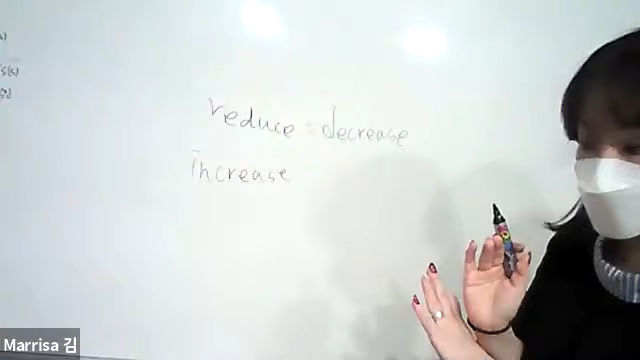 reduce = decrease
increase
Marrisa 김